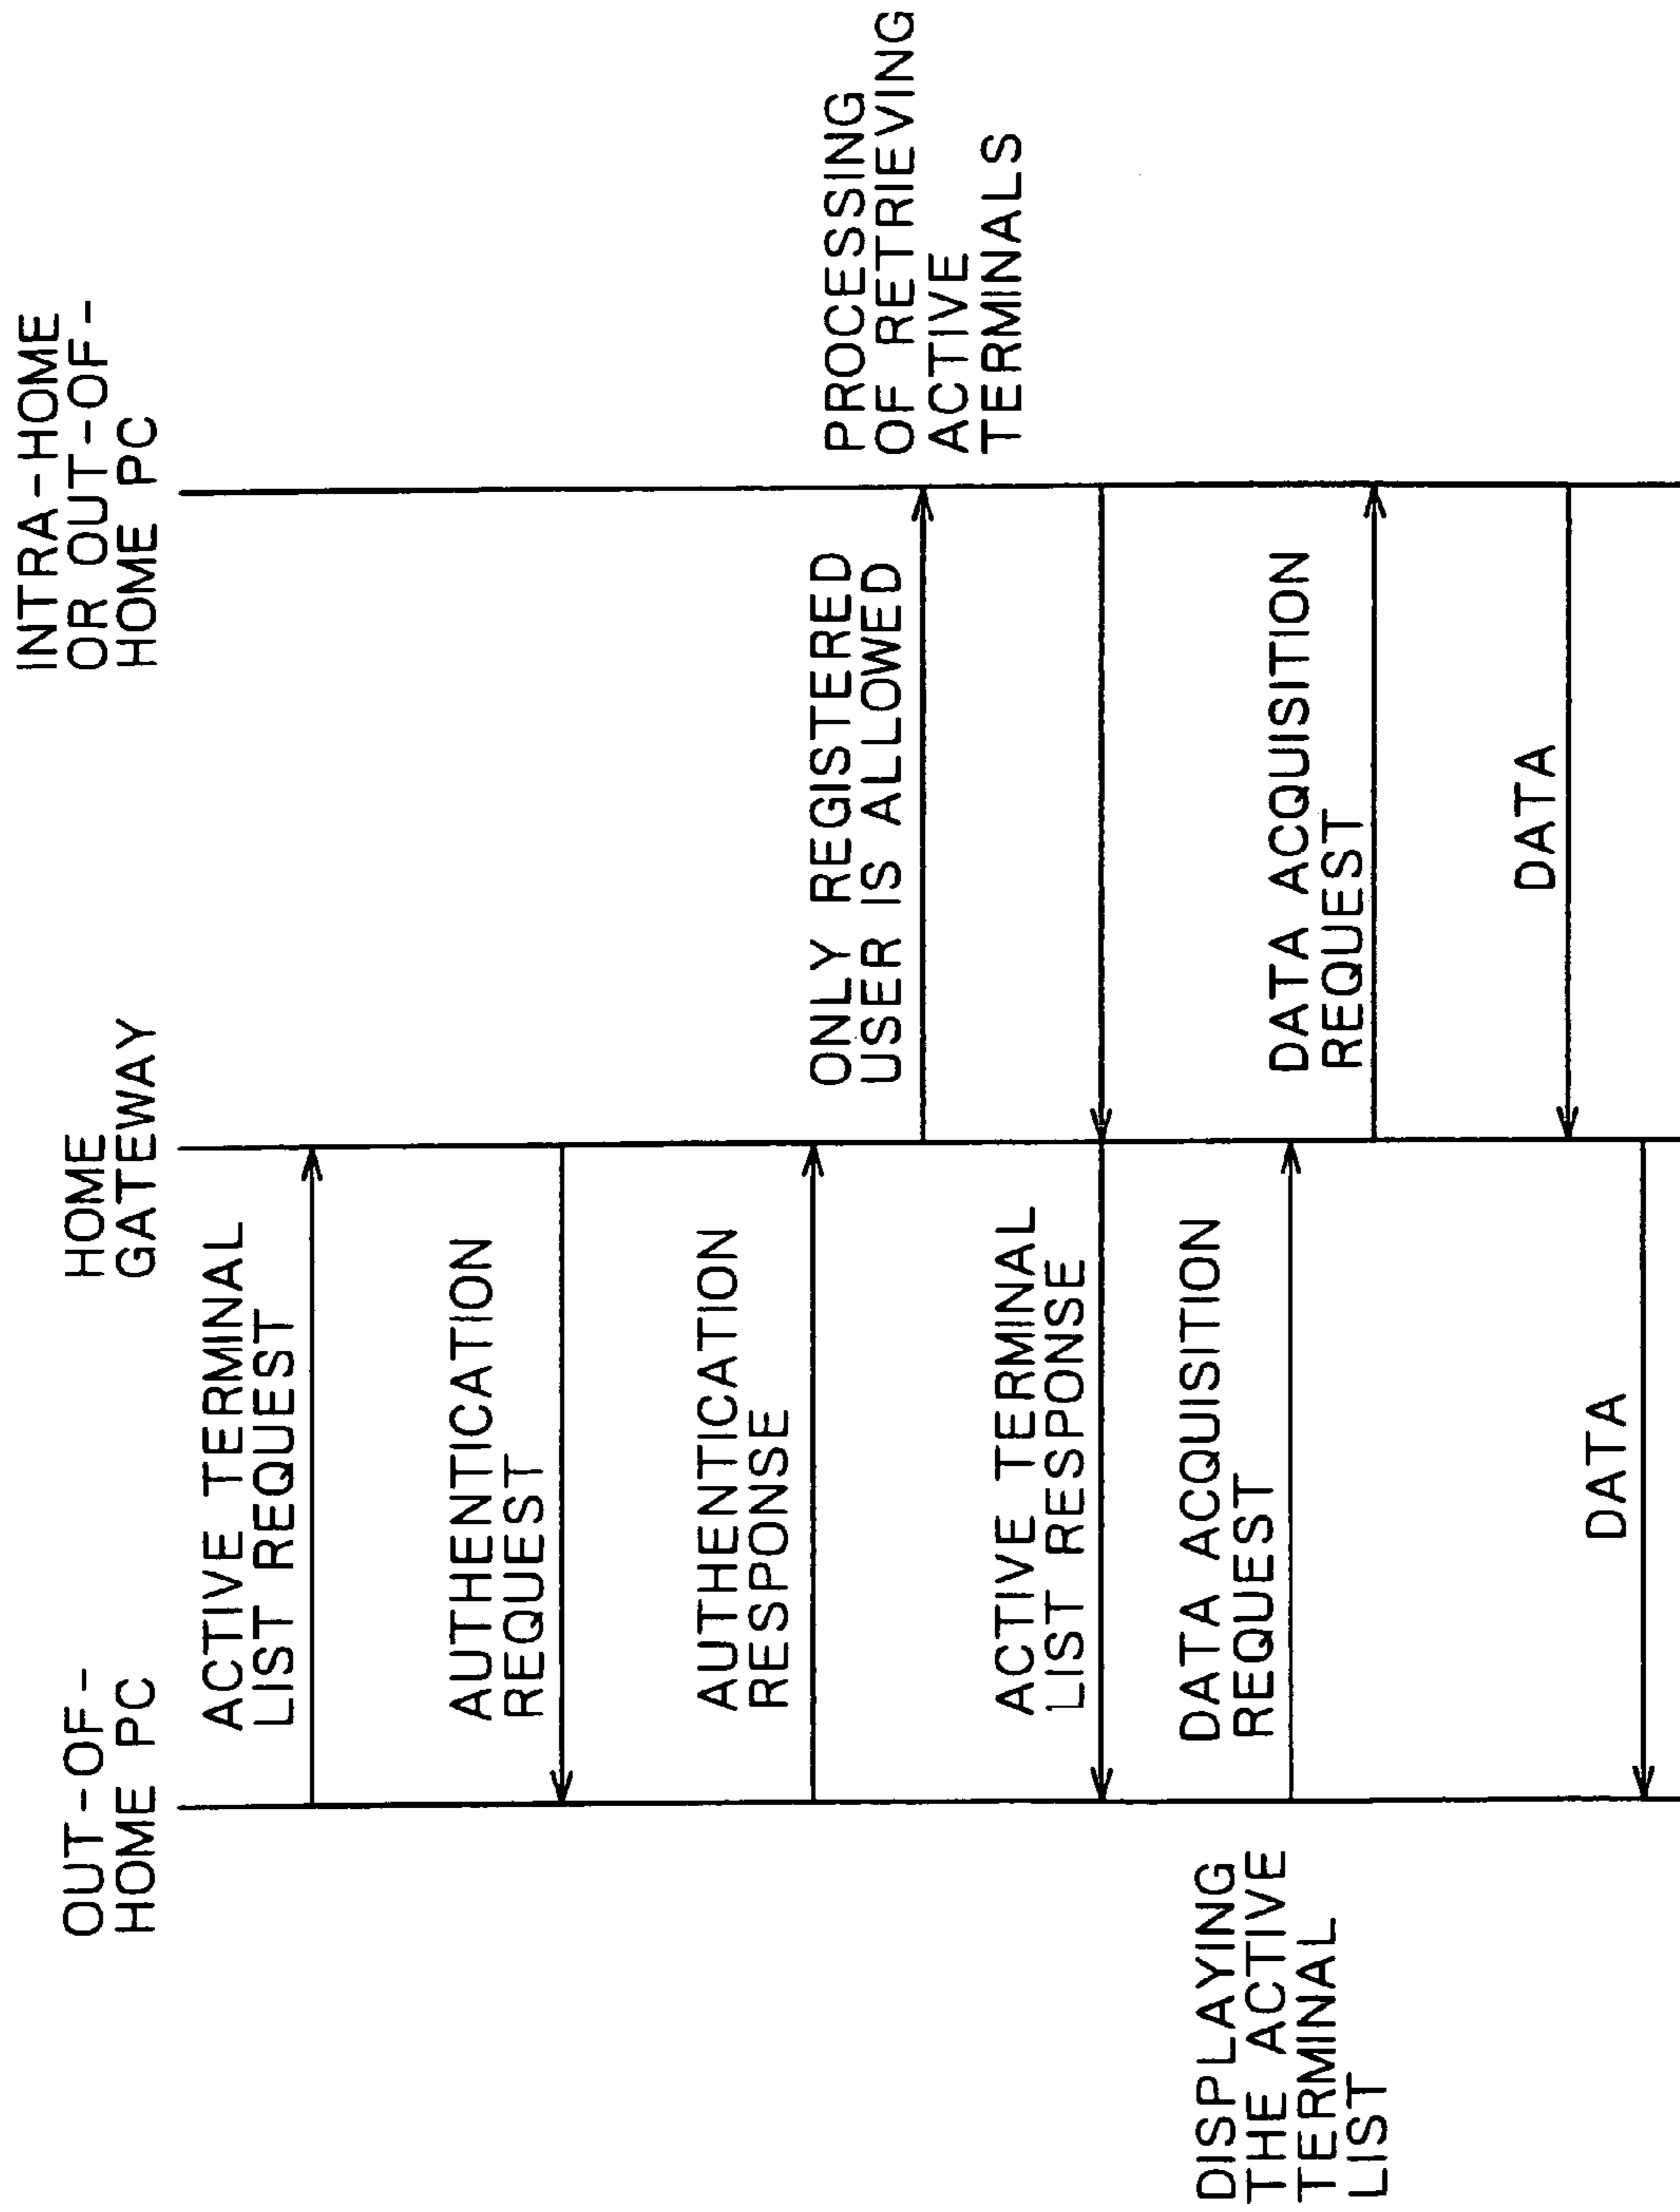 OUT-OF-
HOME PC
HOME
GATEWAY
INTRA-HOME
OR OUT-OF-
HOME PC
ACTIVE TERMINAL
LIST REQUEST
AUTHENTICATION
REQUEST
AUTHENTICATION
RESPONSE
ONLY REGISTERED
USER IS ALLOWED
PROCESSING
OF RETRIEVING
ACTIVE
TERMINALS
ACTIVE TERMINAL
LIST RESPONSE
DISPLAYING
THE ACTIVE
TERMINAL
LIST
DATA ACQUISITION
REQUEST
DATA ACQUISITION
REQUEST
DATA
DATA